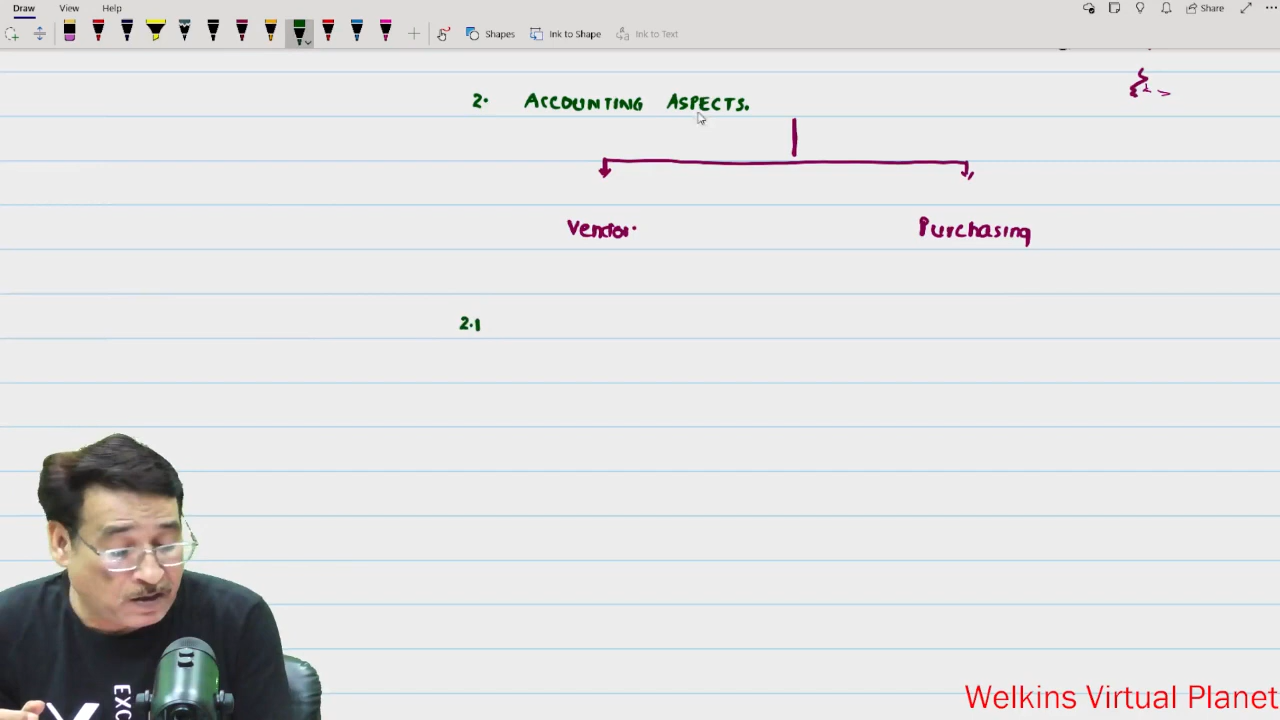 Draw View Help Share
Shapes Ink to Shape Ink to Text
2. ACCOUNTING ASPECTS.
Vendor. Purchasing
2.1
EXC
Welkins Virtual Planet